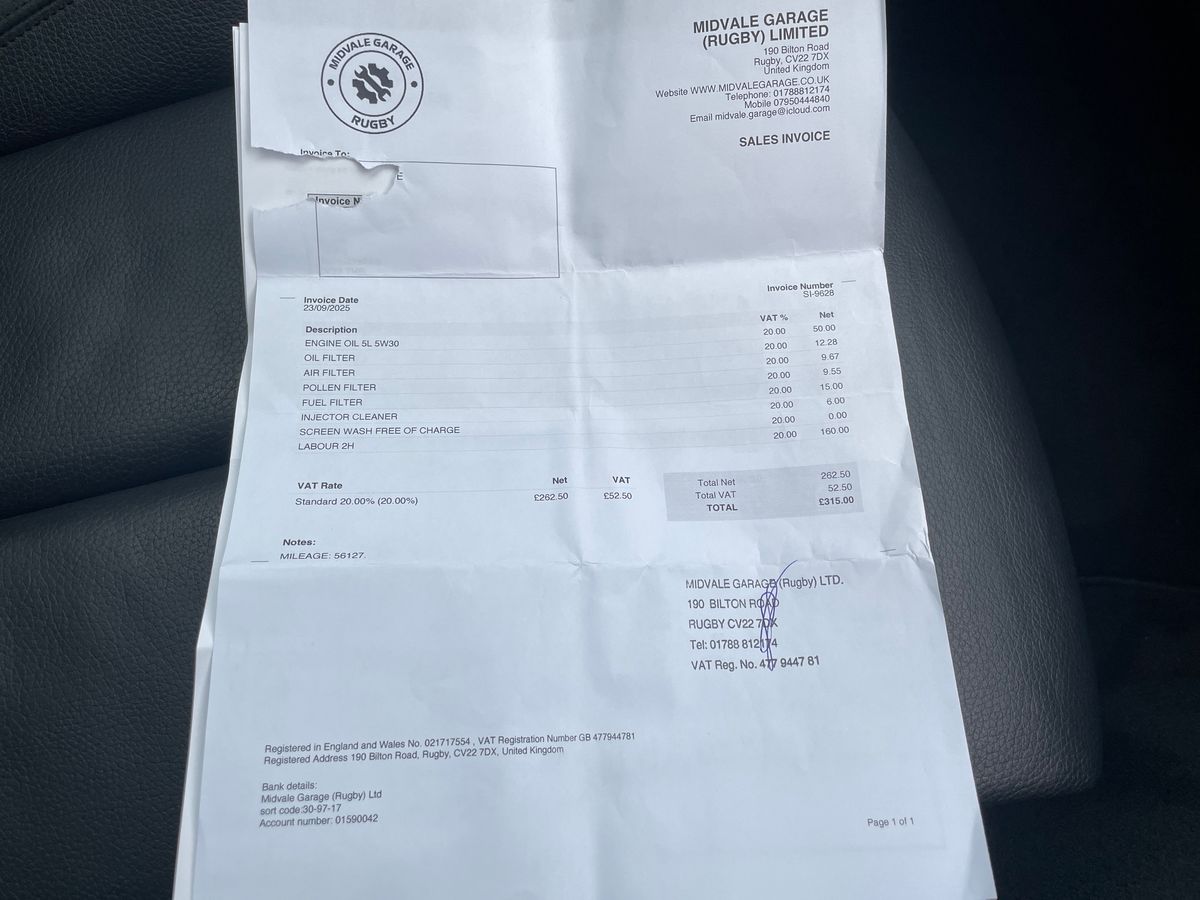 MIDVALE GARAGE
RUGBY
MIDVALE GARAGE
(RUGBY) LIMITED
190 Bilton Road
Rugby, CV22 7DX
United Kingdom
Website WWW.MIDVALEGARAGE.CO.UK
Telephone: 01788812174
Mobile 07950444840
Email midvale.garage@icloud.com
SALES INVOICE
Invoice To:
E
Invoice N
Invoice Date
23/09/2025
Invoice Number
SI-9628
Description VAT % Net
ENGINE OIL 5L 5W30 20.00 50.00
OIL FILTER 20.00 12.28
AIR FILTER 20.00 9.67
POLLEN FILTER 20.00 9.55
FUEL FILTER 20.00 15.00
INJECTOR CLEANER 20.00 6.00
SCREEN WASH FREE OF CHARGE 20.00 0.00
LABOUR 2H 20.00 160.00
VAT Rate Net VAT
Standard 20.00% (20.00%) £262.50 £52.50
Total Net 262.50
Total VAT 52.50
TOTAL £315.00
Notes:
MILEAGE: 56127.
MIDVALE GARAGE (Rugby) LTD.
190 BILTON ROAD
RUGBY CV22 7DX
Tel: 01788 812174
VAT Reg. No. 477 9447 81
Registered in England and Wales No. 021717554 , VAT Registration Number GB 477944781
Registered Address 190 Bilton Road, Rugby, CV22 7DX, United Kingdom
Bank details:
Midvale Garage (Rugby) Ltd
sort code:30-97-17
Account number: 01590042
Page 1 of 1